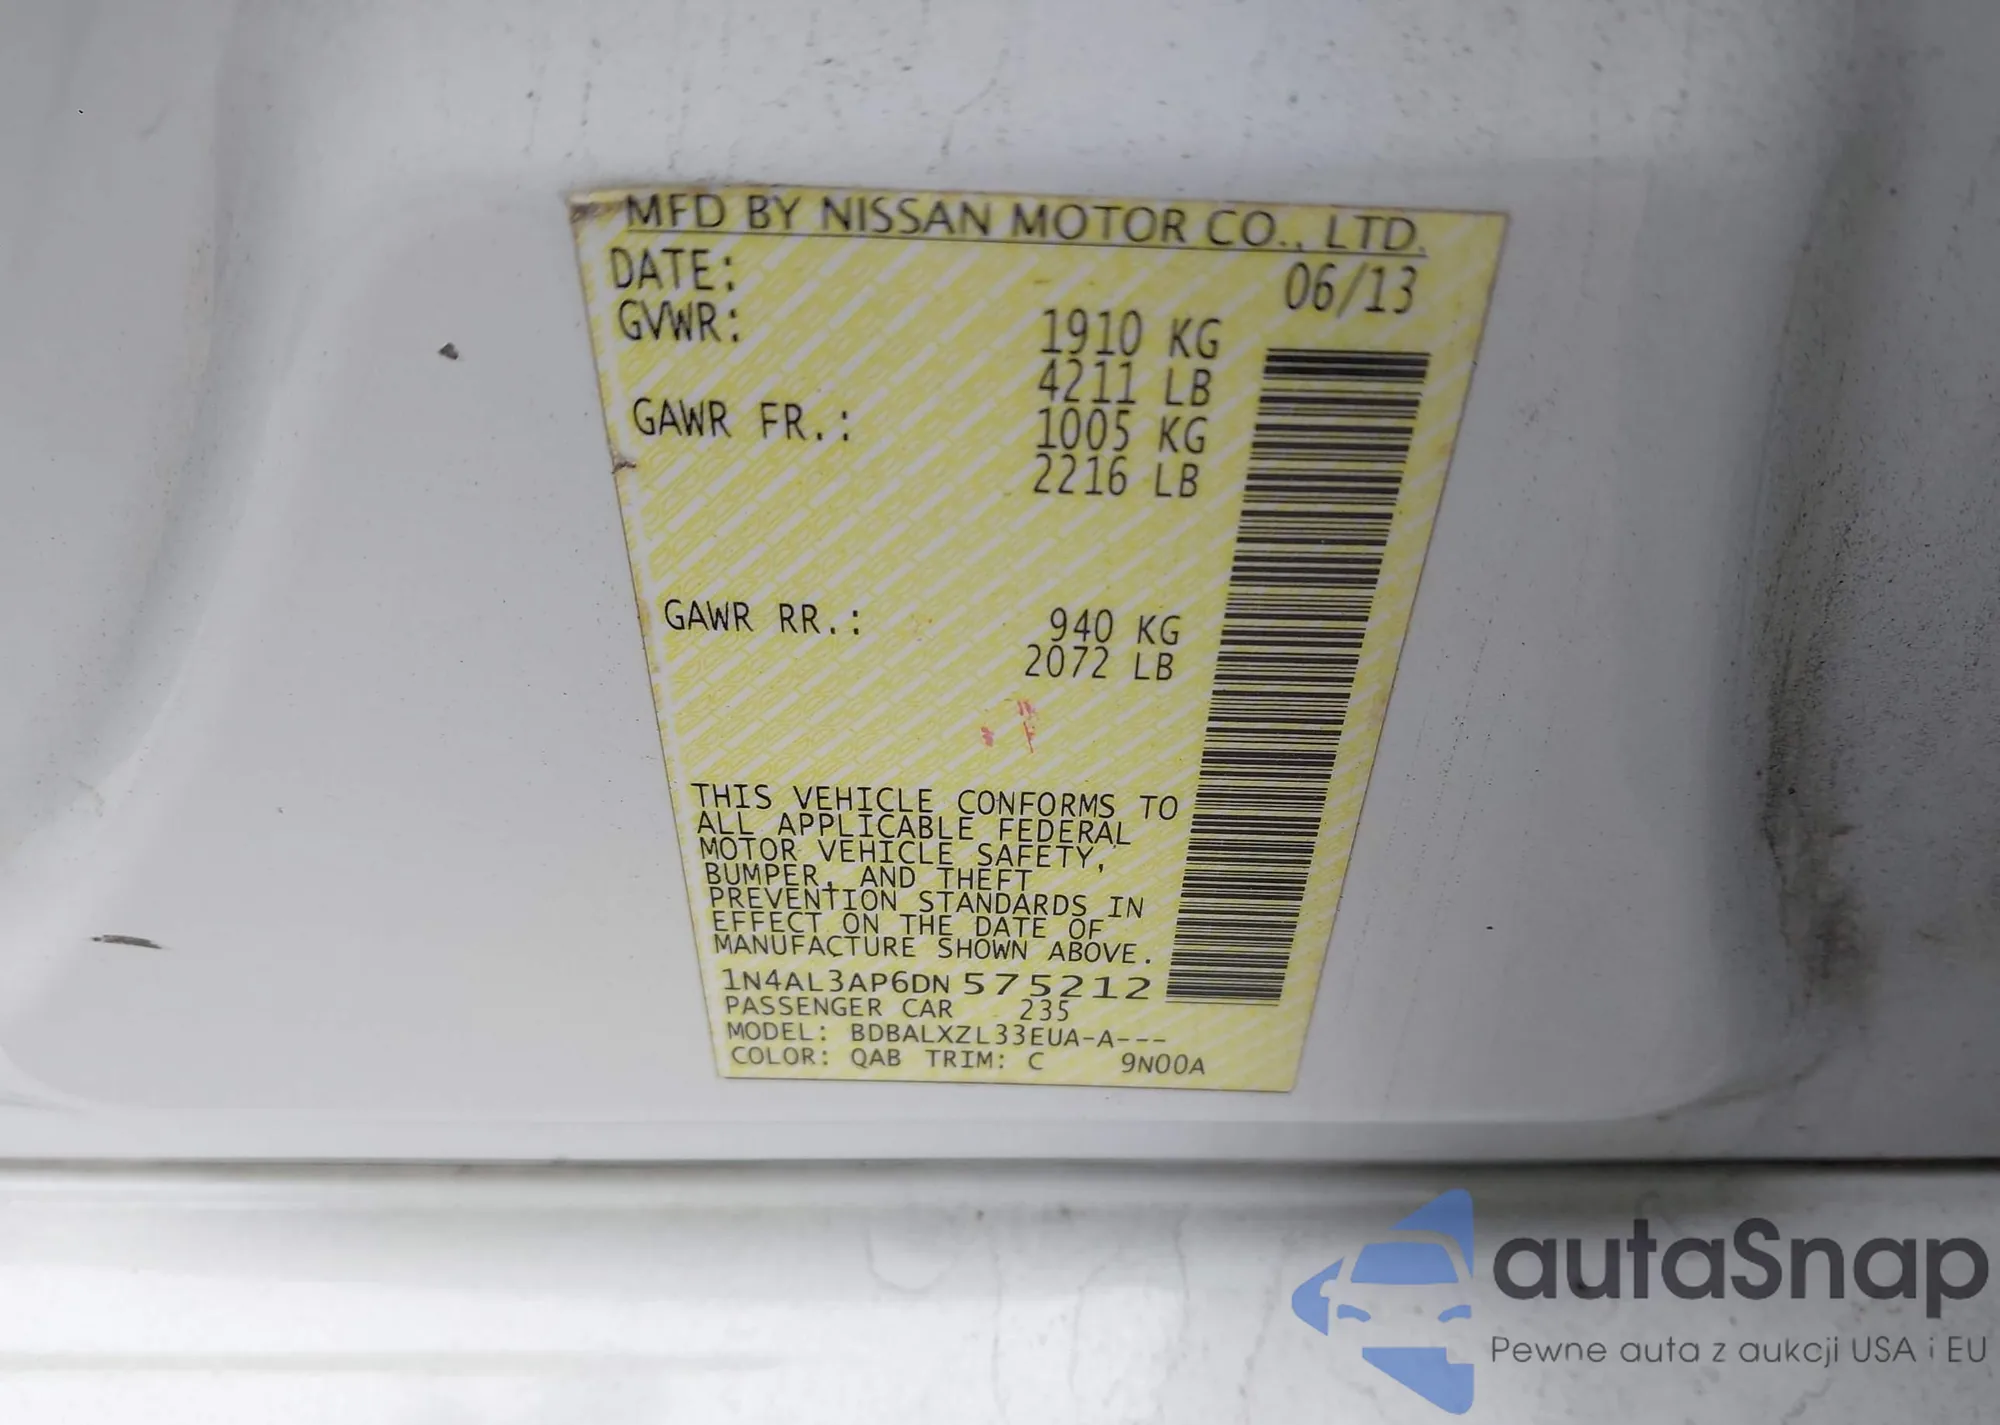 MFD BY NISSAN MOTOR CO., LTD.
DATE: 06/13
GVWR: 1910 KG
4211 LB
GAWR FR.: 1005 KG
2216 LB
GAWR RR.: 940 KG
2072 LB
THIS VEHICLE CONFORMS TO
ALL APPLICABLE FEDERAL
MOTOR VEHICLE SAFETY,
BUMPER, AND THEFT
PREVENTION STANDARDS IN
EFFECT ON THE DATE OF
MANUFACTURE SHOWN ABOVE.
1N4AL3AP6DN 575212
PASSENGER CAR 235
MODEL: BDBALXZL33EUA-A---
COLOR: QAB TRIM: C 9N00A
autaSnap
Pewne auta z aukcji USA i EU